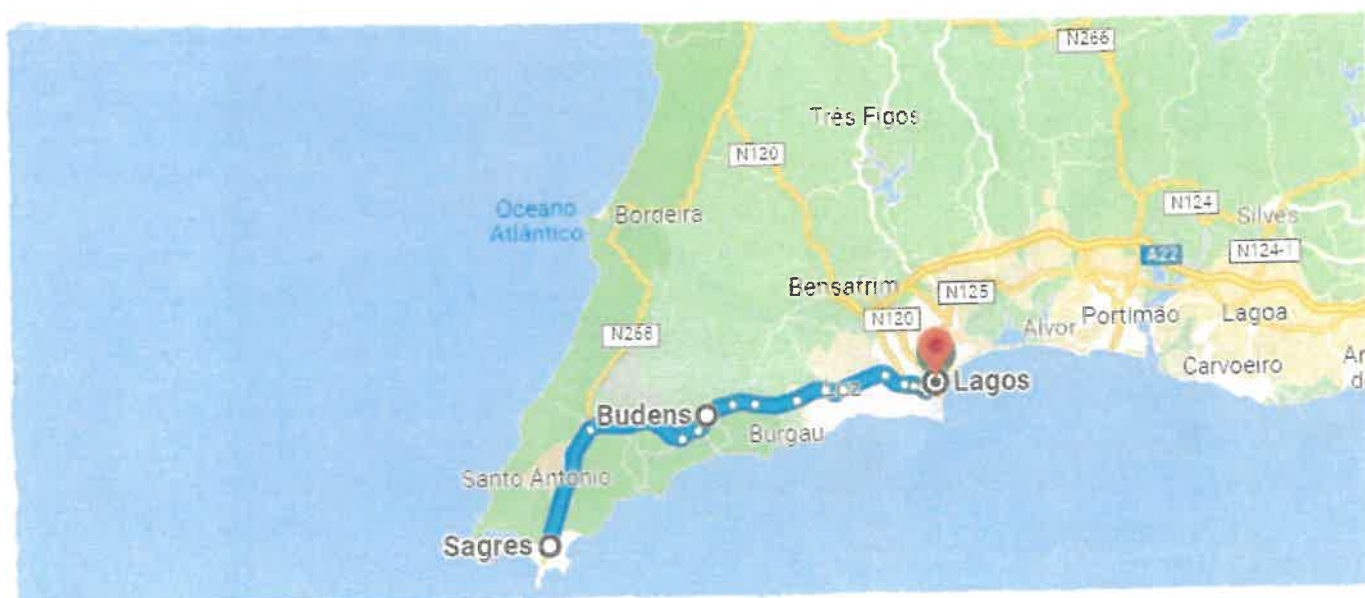 N266
Três Figos
N120
Oceano
Atlântico
Bordeira
N124
Silves
N124-1
A22
Bensafrim
N125
N120
Alvor
Portimão
Lagoa
N268
Carvoeiro
Lagos
Budens
Burgau
Santo António
Sagres